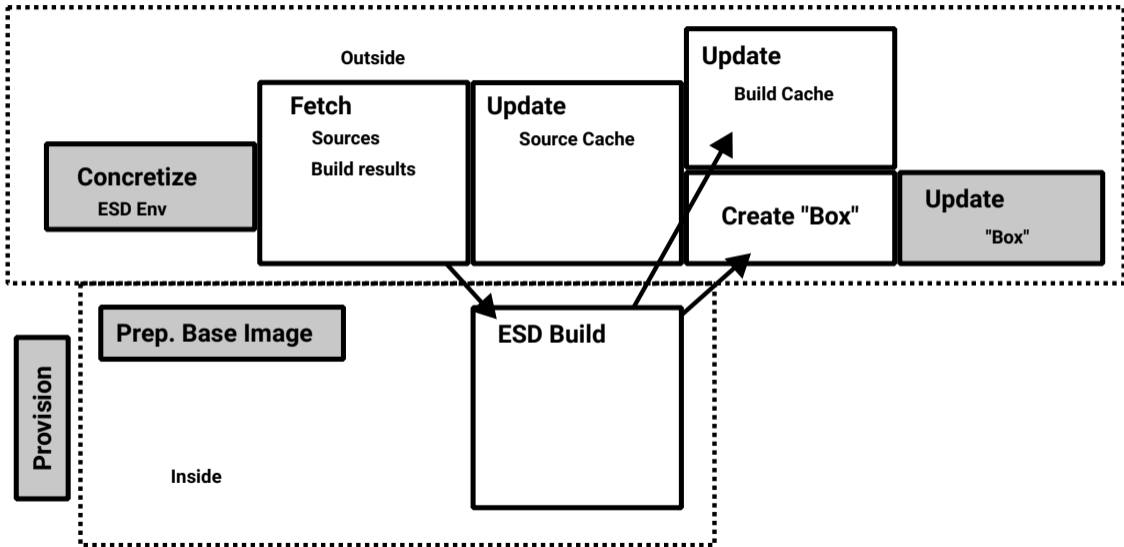 Outside
Concretize
ESD Env
Fetch
Sources
Build results
Update
Source Cache
Update
Build Cache
Create "Box"
Update
"Box"
Provision
Prep. Base Image
Inside
ESD Build